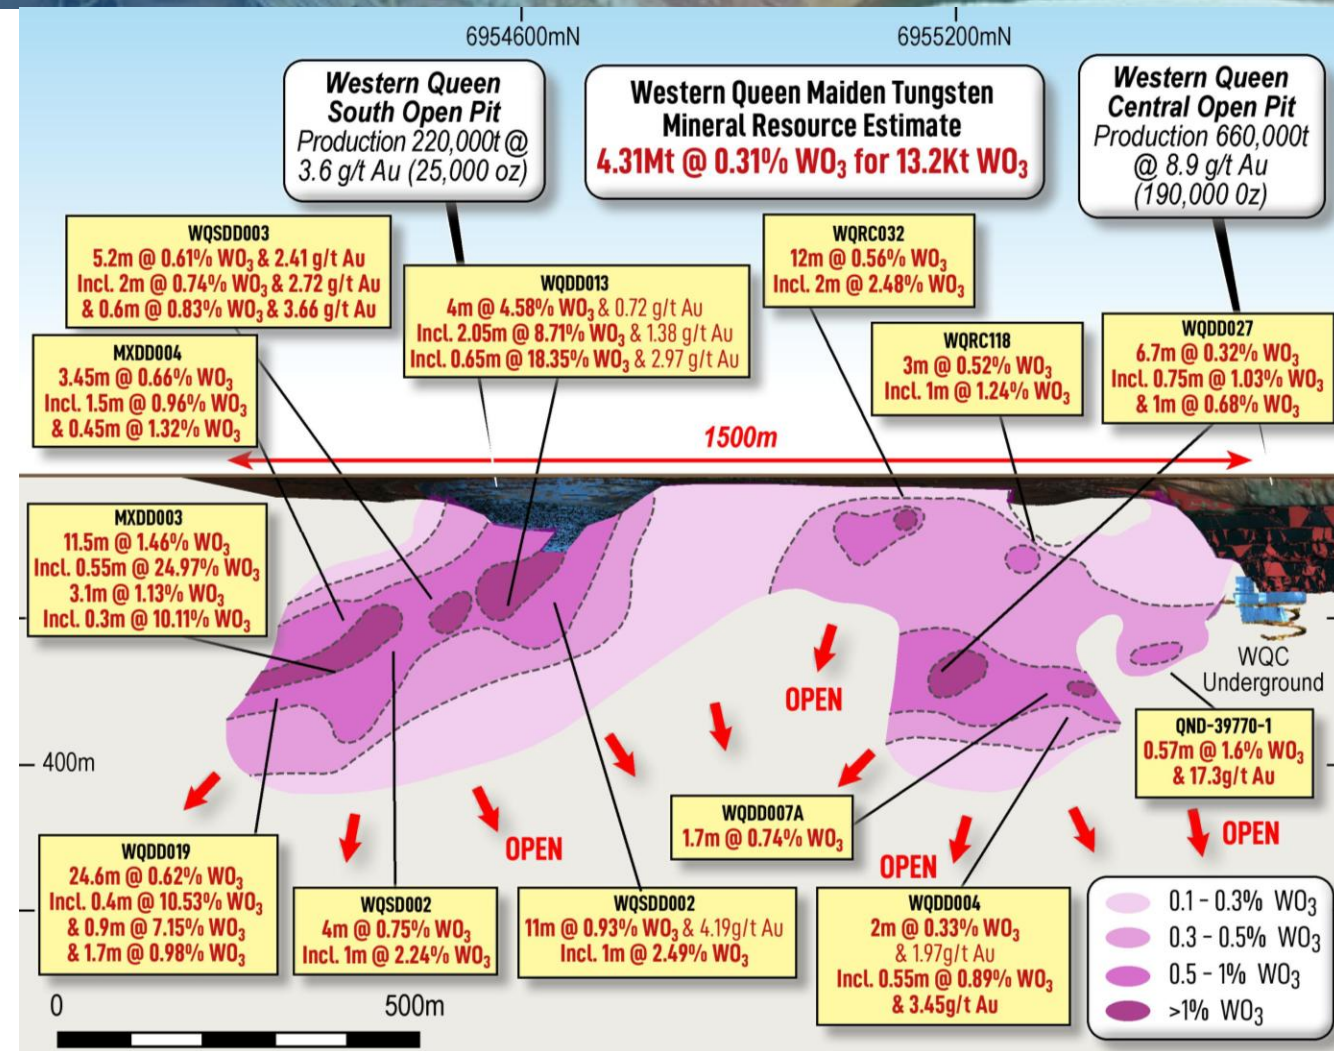 6954600mN
6955200mN
Western Queen
South Open Pit
Production 220,000t @
3.6 g/t Au (25,000 oz)
Western Queen Maiden Tungsten
Mineral Resource Estimate
4.31Mt @ 0.31% WO₃ for 13.2Kt WO₃
Western Queen
Central Open Pit
Production 660,000t
@ 8.9 g/t Au
(190,000 0z)
WQSDD003
5.2m @ 0.61% WO₃ & 2.41 g/t Au
Incl. 2m @ 0.74% WO₃ & 2.72 g/t Au
& 0.6m @ 0.83% WO₃ & 3.66 g/t Au
WQDD013
4m @ 4.58% WO₃ & 0.72 g/t Au
Incl. 2.05m @ 8.71% WO₃ & 1.38 g/t Au
Incl. 0.65m @ 18.35% WO₃ & 2.97 g/t Au
WQRC032
12m @ 0.56% WO₃
Incl. 2m @ 2.48% WO₃
WQRC118
3m @ 0.52% WO₃
Incl. 1m @ 1.24% WO₃
WQDD027
6.7m @ 0.32% WO₃
Incl. 0.75m @ 1.03% WO₃
& 1m @ 0.68% WO₃
MXDD004
3.45m @ 0.66% WO₃
Incl. 1.5m @ 0.96% WO₃
& 0.45m @ 1.32% WO₃
1500m
MXDD003
11.5m @ 1.46% WO₃
Incl. 0.55m @ 24.97% WO₃
3.1m @ 1.13% WO₃
Incl. 0.3m @ 10.11% WO₃
WQC
Underground
OPEN
QND-39770-1
0.57m @ 1.6% WO₃
& 17.3g/t Au
400m
WQDD007A
1.7m @ 0.74% WO₃
OPEN
OPEN
OPEN
WQDD019
24.6m @ 0.62% WO₃
Incl. 0.4m @ 10.53% WO₃
& 0.9m @ 7.15% WO₃
& 1.7m @ 0.98% WO₃
WQSD002
4m @ 0.75% WO₃
Incl. 1m @ 2.24% WO₃
WQSDD002
11m @ 0.93% WO₃ & 4.19g/t Au
Incl. 1m @ 2.49% WO₃
WQDD004
2m @ 0.33% WO₃
& 1.97g/t Au
Incl. 0.55m @ 0.89% WO₃
& 3.45g/t Au
0.1 - 0.3% WO₃
0.3 - 0.5% WO₃
0.5 - 1% WO₃
>1% WO₃
0
500m